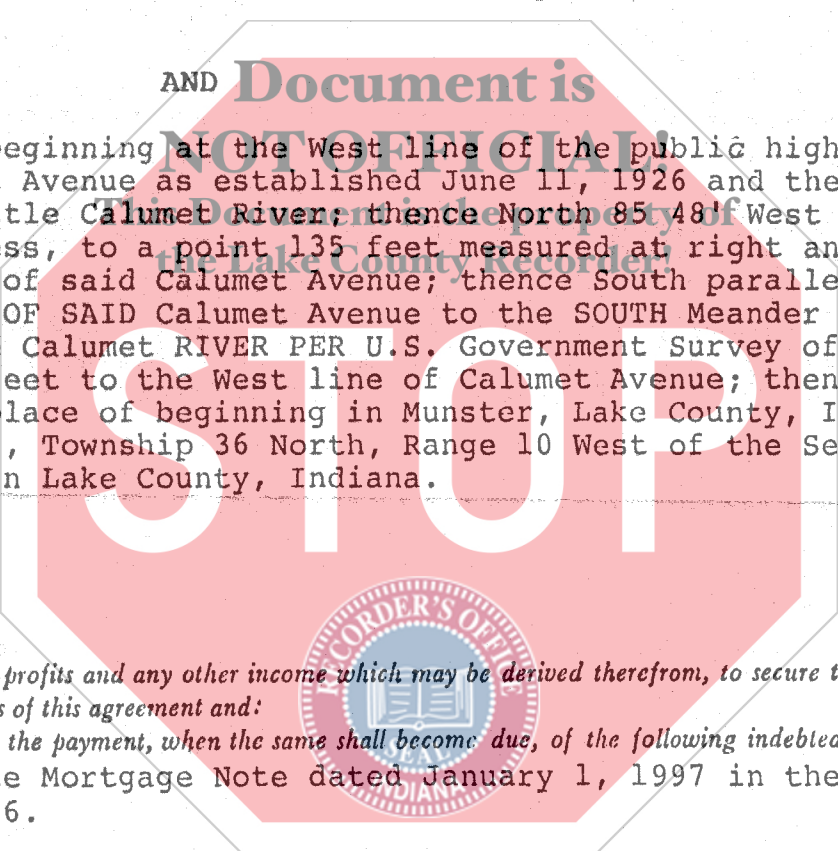 AND Document is
NOT OFFICIAL!
beginning at the West line of the public high
Avenue as established June 11, 1926 and the
This Document is the property of
tle Calumet River; thence North 85 48' West
the Lake County Recorder!
ss, to a point 135 feet measured at right an
of said Calumet Avenue; thence South paralle
OF SAID Calumet Avenue to the SOUTH Meander
Calumet RIVER PER U.S. Government Survey of
eet to the West line of Calumet Avenue; then
lace of beginning in Munster, Lake County, I
, Township 36 North, Range 10 West of the Se
n Lake County, Indiana.
STOP
RECORDER'S OFFICE
SEAL
INDIANA
profits and any other income which may be derived therefrom, to secure t
s of this agreement and:
the payment, when the same shall become due, of the following indebted
e Mortgage Note dated January 1, 1997 in the
6.